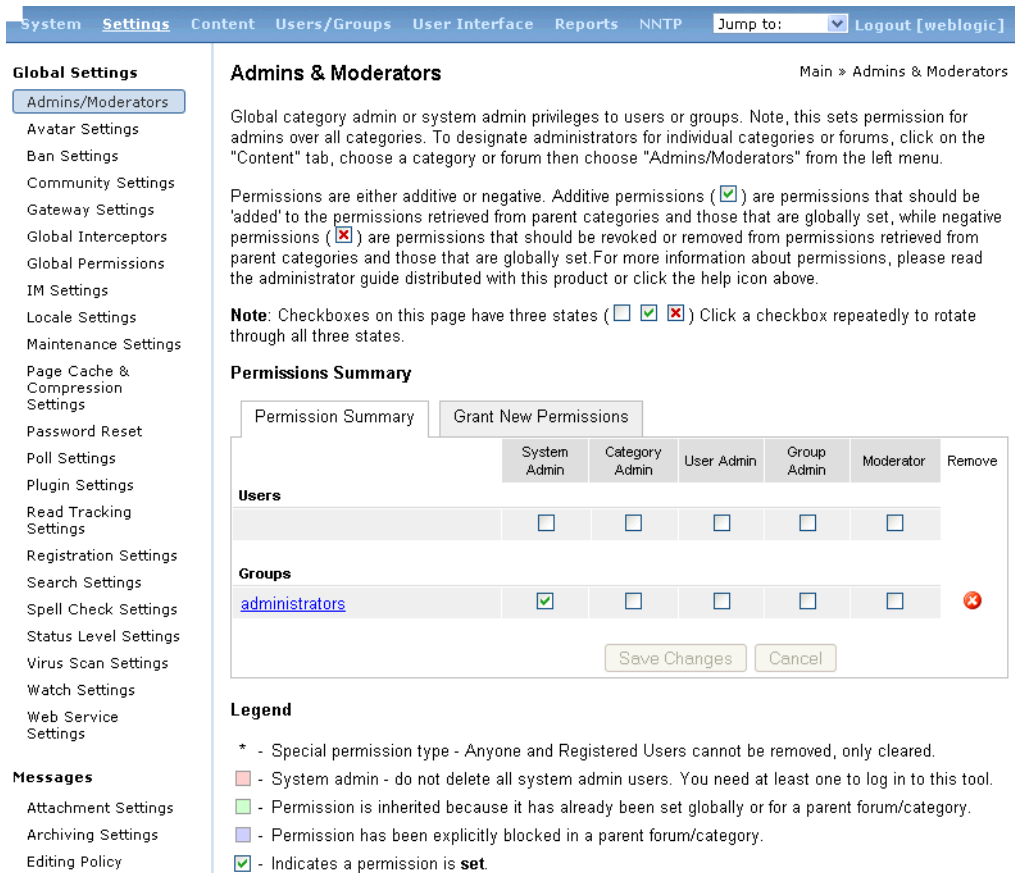 System Settings Content Users/Groups User Interface Reports NNTP Jump to: Logout [weblogic]
Global Settings
Admins/Moderators
Avatar Settings
Ban Settings
Community Settings
Gateway Settings
Global Interceptors
Global Permissions
IM Settings
Locale Settings
Maintenance Settings
Page Cache &
Compression
Settings
Password Reset
Poll Settings
Plugin Settings
Read Tracking
Settings
Registration Settings
Search Settings
Spell Check Settings
Status Level Settings
Virus Scan Settings
Watch Settings
Web Service
Settings
Messages
Attachment Settings
Archiving Settings
Editing Policy
Admins & Moderators
Main » Admins & Moderators
Global category admin or system admin privileges to users or groups. Note, this sets permission for
admins over all categories. To designate administrators for individual categories or forums, click on the
"Content" tab, choose a category or forum then choose "Admins/Moderators" from the left menu.
Permissions are either additive or negative. Additive permissions ( ) are permissions that should be
'added' to the permissions retrieved from parent categories and those that are globally set, while negative
permissions ( ) are permissions that should be revoked or removed from permissions retrieved from
parent categories and those that are globally set.For more information about permissions, please read
the administrator guide distributed with this product or click the help icon above.
Note: Checkboxes on this page have three states ( ) Click a checkbox repeatedly to rotate
through all three states.
Permissions Summary
Permission Summary Grant New Permissions
System Admin Category Admin User Admin Group Admin Moderator Remove
Users
Groups
administrators
Save Changes Cancel
Legend
* - Special permission type - Anyone and Registered Users cannot be removed, only cleared.
- System admin - do not delete all system admin users. You need at least one to log in to this tool.
- Permission is inherited because it has already been set globally or for a parent forum/category.
- Permission has been explicitly blocked in a parent forum/category.
- Indicates a permission is set.